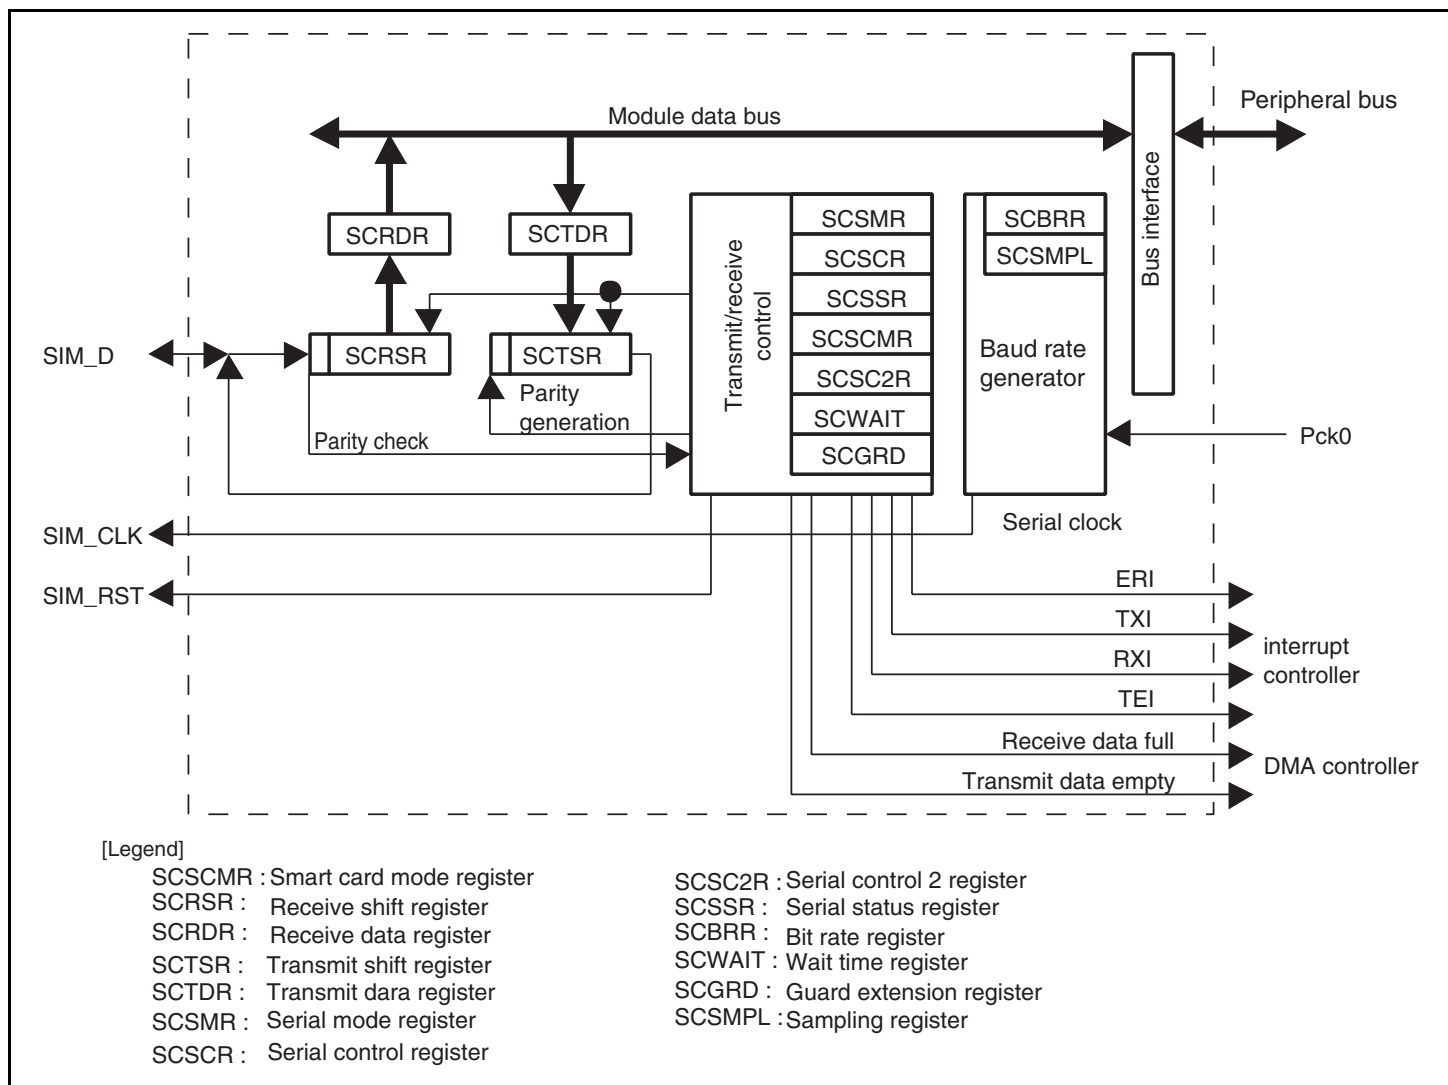 Module data bus
Peripheral bus
Bus interface
SCRDR
SCTDR
SCRSR
SCTSR
SIM_D
Parity
generation
Parity check
Transmit/receive
control
SCSMR
SCSCR
SCSSR
SCSCMR
SCSC2R
SCWAIT
SCGRD
SCBRR
SCSMPL
Baud rate
generator
Pck0
Serial clock
SIM_CLK
SIM_RST
ERI
TXI
RXI
TEI
interrupt
controller
Receive data full
Transmit data empty
DMA controller
[Legend]
SCSCMR : Smart card mode register
SCRSR : Receive shift register
SCRDR : Receive data register
SCTSR : Transmit shift register
SCTDR : Transmit dara register
SCSMR : Serial mode register
SCSCR : Serial control register
SCSC2R : Serial control 2 register
SCSSR : Serial status register
SCBRR : Bit rate register
SCWAIT : Wait time register
SCGRD : Guard extension register
SCSMPL : Sampling register